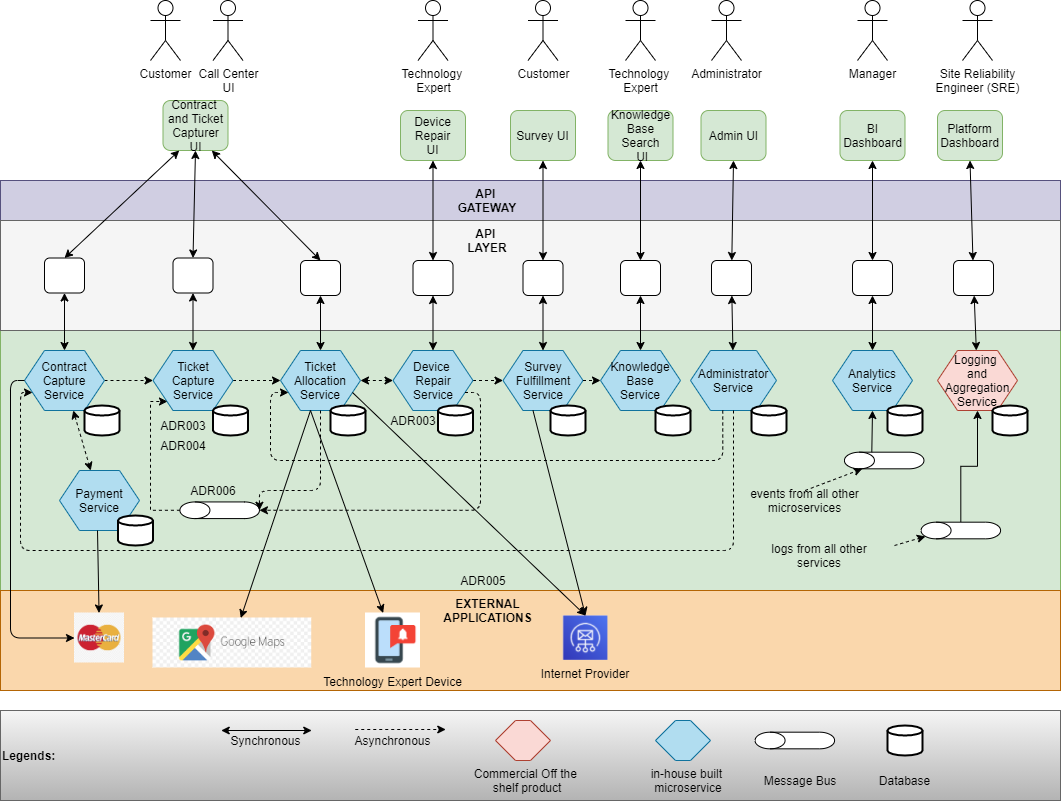 Customer
Call Center
UI
Technology
Expert
Customer
Technology
Expert
Administrator
Manager
Site Reliability
Engineer (SRE)
Contract
and Ticket
Capturer
UI
Device
Repair
UI
Survey UI
Knowledge
Base
Search
UI
Admin UI
BI
Dashboard
Platform
Dashboard
API
GATEWAY
API
LAYER
Contract
Capture
Service
Ticket
Capture
Service
Ticket
Allocation
Service
Device
Repair
Service
Survey
Fulfillment
Service
Knowledge
Base
Service
Administrator
Service
Analytics
Service
Logging
and
Aggregation
Service
ADR003
ADR004
ADR003
Payment
Service
ADR006
events from all other
microservices
logs from all other
services
ADR005
EXTERNAL
APPLICATIONS
MasterCard
Google Maps
G
Technology Expert Device
Internet Provider
Legends:
Synchronous
Asynchronous
Commercial Off the
shelf product
in-house built
microservice
Message Bus
Database